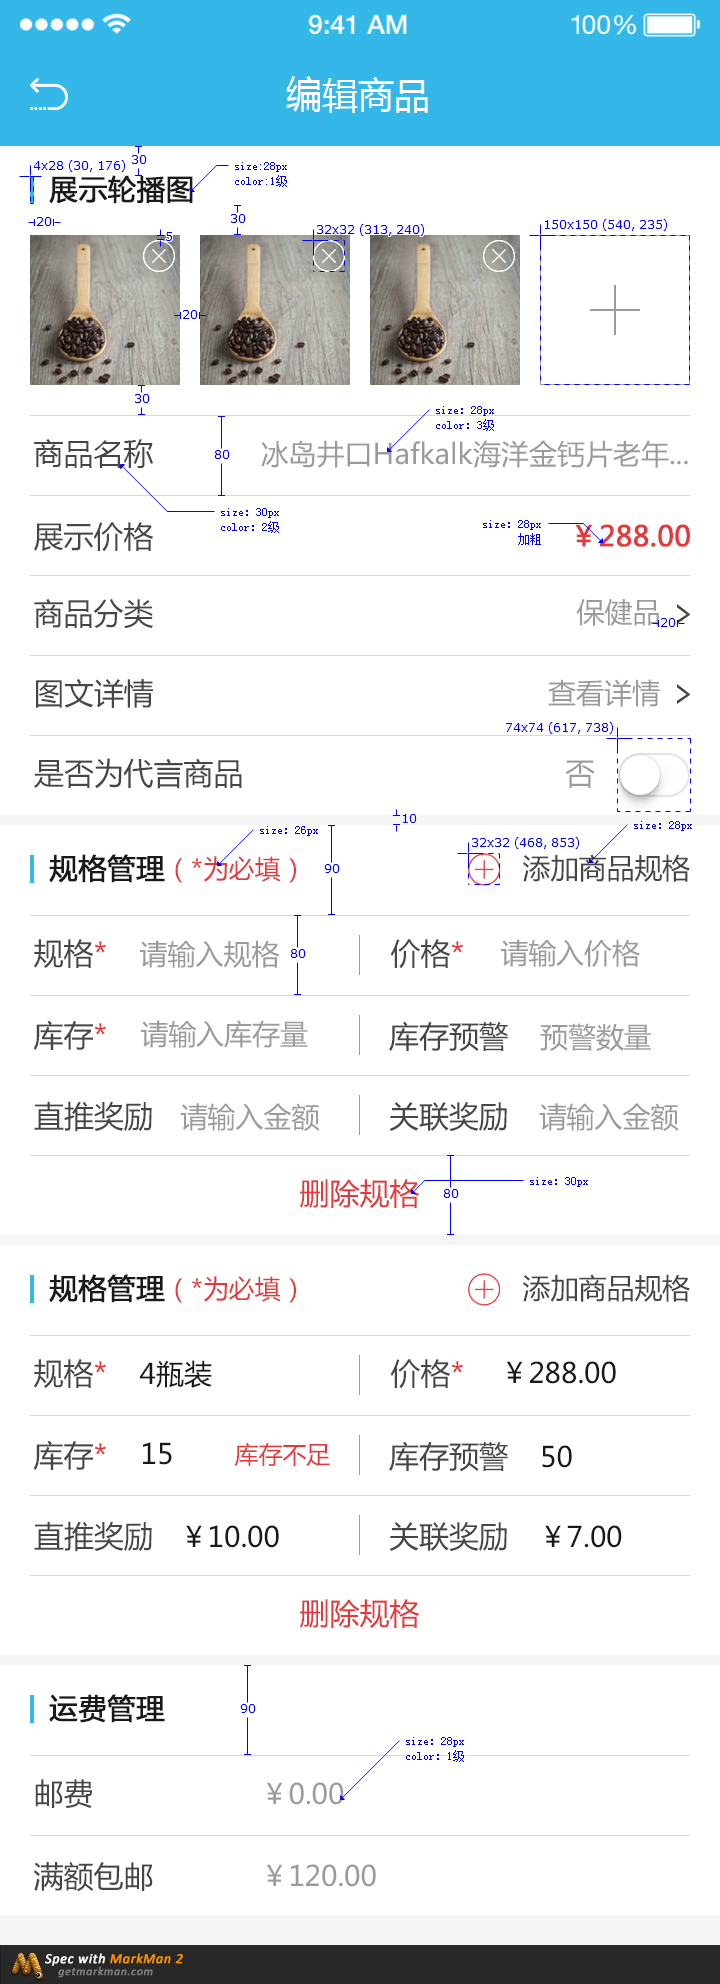 9:41 AM 100%
编辑商品
4x28 (30, 176) 30 size:28px
color:1级
展示轮播图
20 30 5 32x32 (313, 240) 150x150 (540, 235)
20
30
size: 28px
color: 3级
商品名称 80 冰岛井口Hafkalk海洋金钙片老年...
size: 30px
color: 2级
展示价格 size: 28px
加粗 ¥288.00
商品分类 保健品 20
图文详情 查看详情
74x74 (617, 738)
是否为代言商品 否
10
size: 26px 32x32 (468, 853) size: 28px
规格管理 ( *为必填 ) 90 添加商品规格
规格* 请输入规格 80 价格* 请输入价格
库存* 请输入库存量 库存预警 预警数量
直推奖励 请输入金额 关联奖励 请输入金额
删除规格 80 size: 30px
规格管理 ( *为必填 ) 添加商品规格
规格* 4瓶装 价格* ¥288.00
库存* 15 库存不足 库存预警 50
直推奖励 ¥10.00 关联奖励 ¥7.00
删除规格
运费管理 90
size: 28px
color: 1级
邮费 ¥0.00
满额包邮 ¥120.00
Spec with MarkMan 2
getmarkman.com